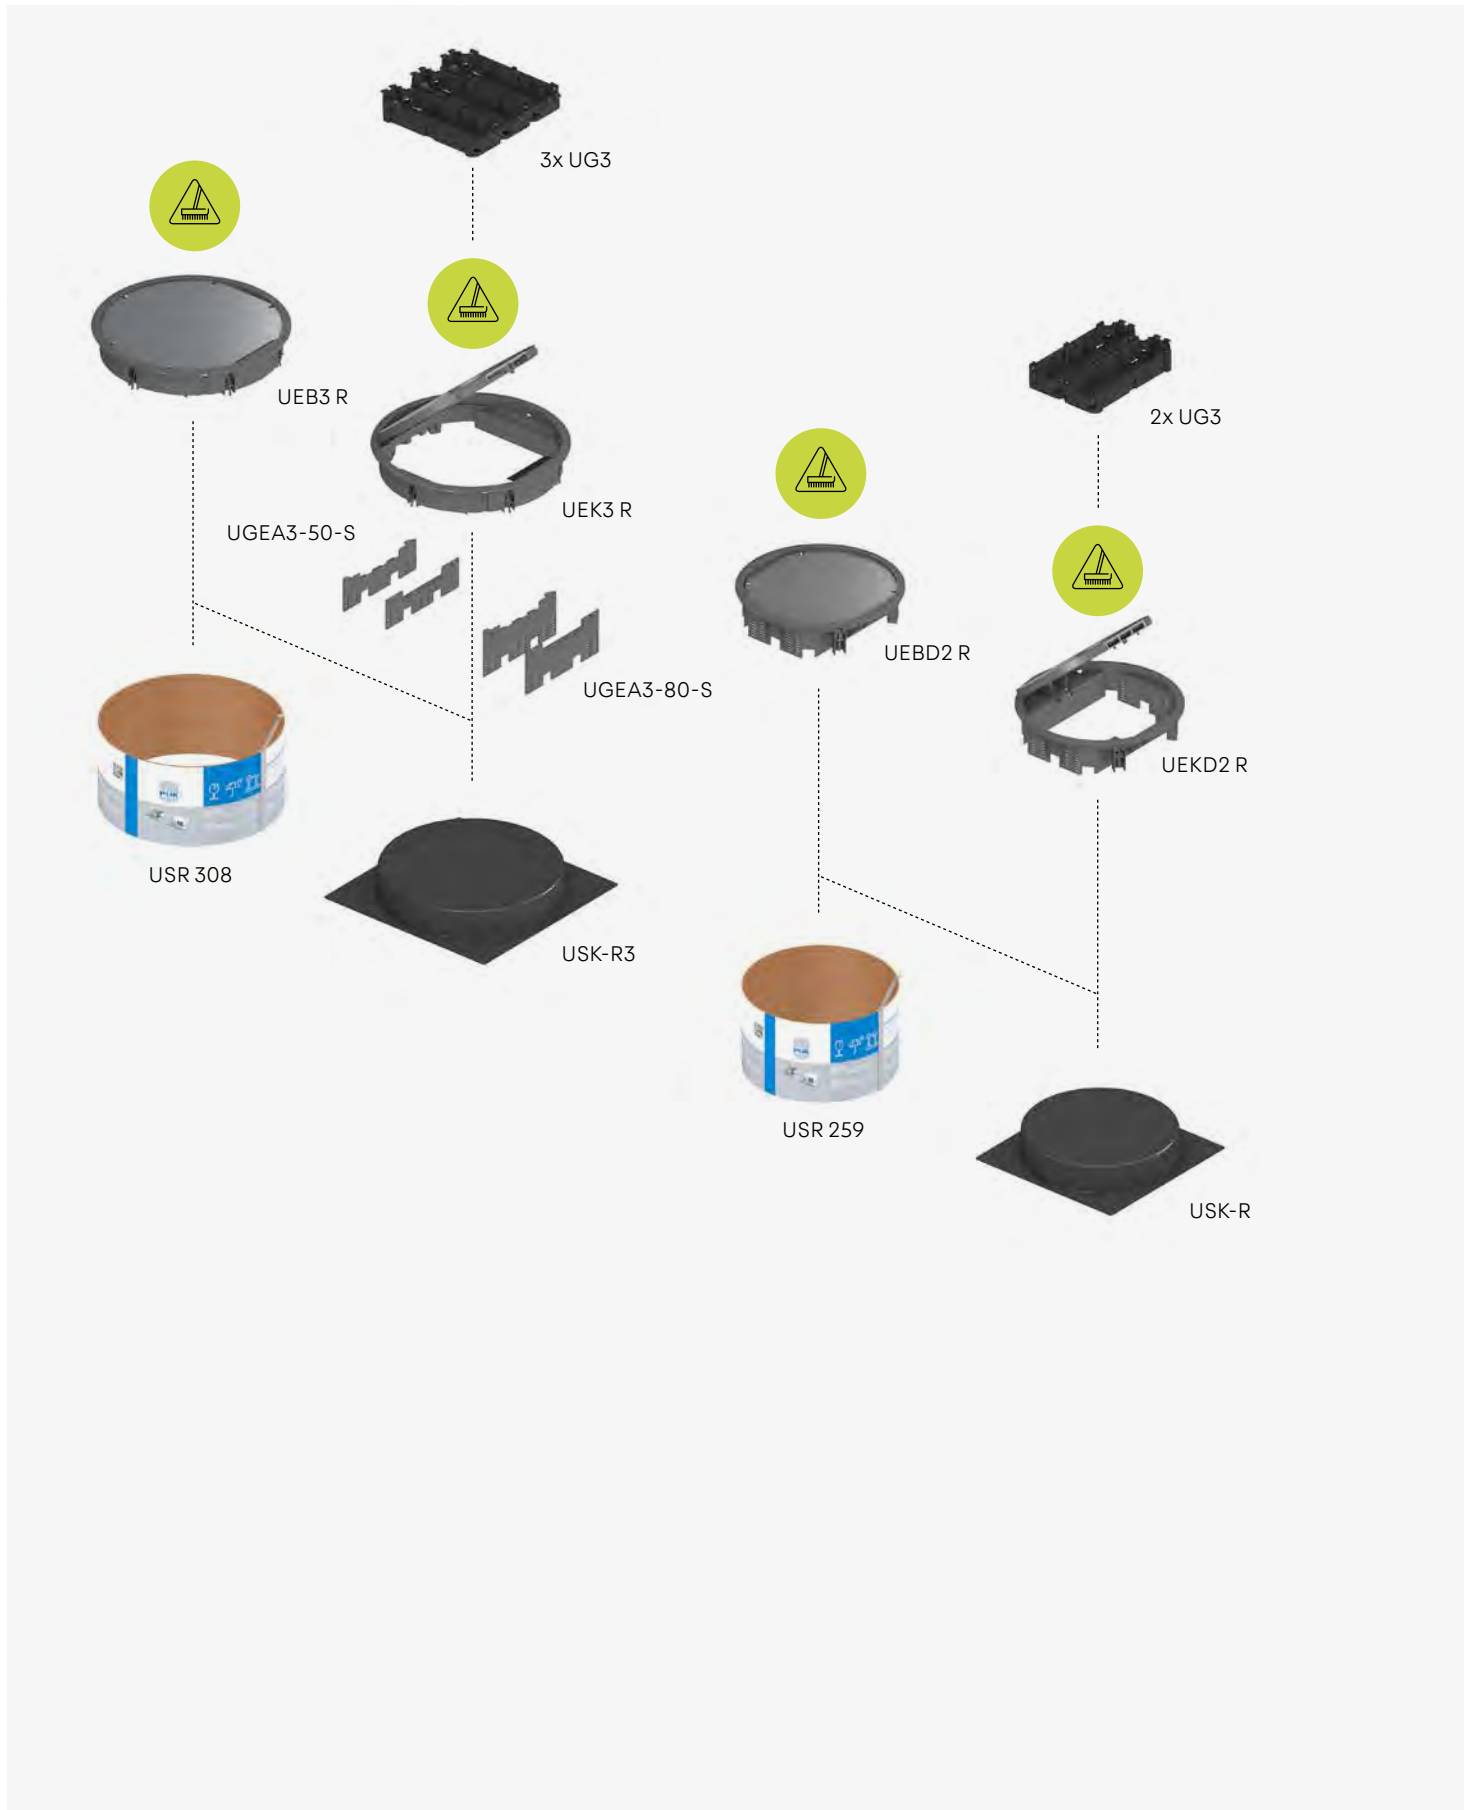 3x UG3
UEB3 R
UEK3 R
UGEA3-50-S
UGEA3-80-S
USR 308
USK-R3
2x UG3
UEBD2 R
UEKD2 R
USR 259
USK-R
PUK